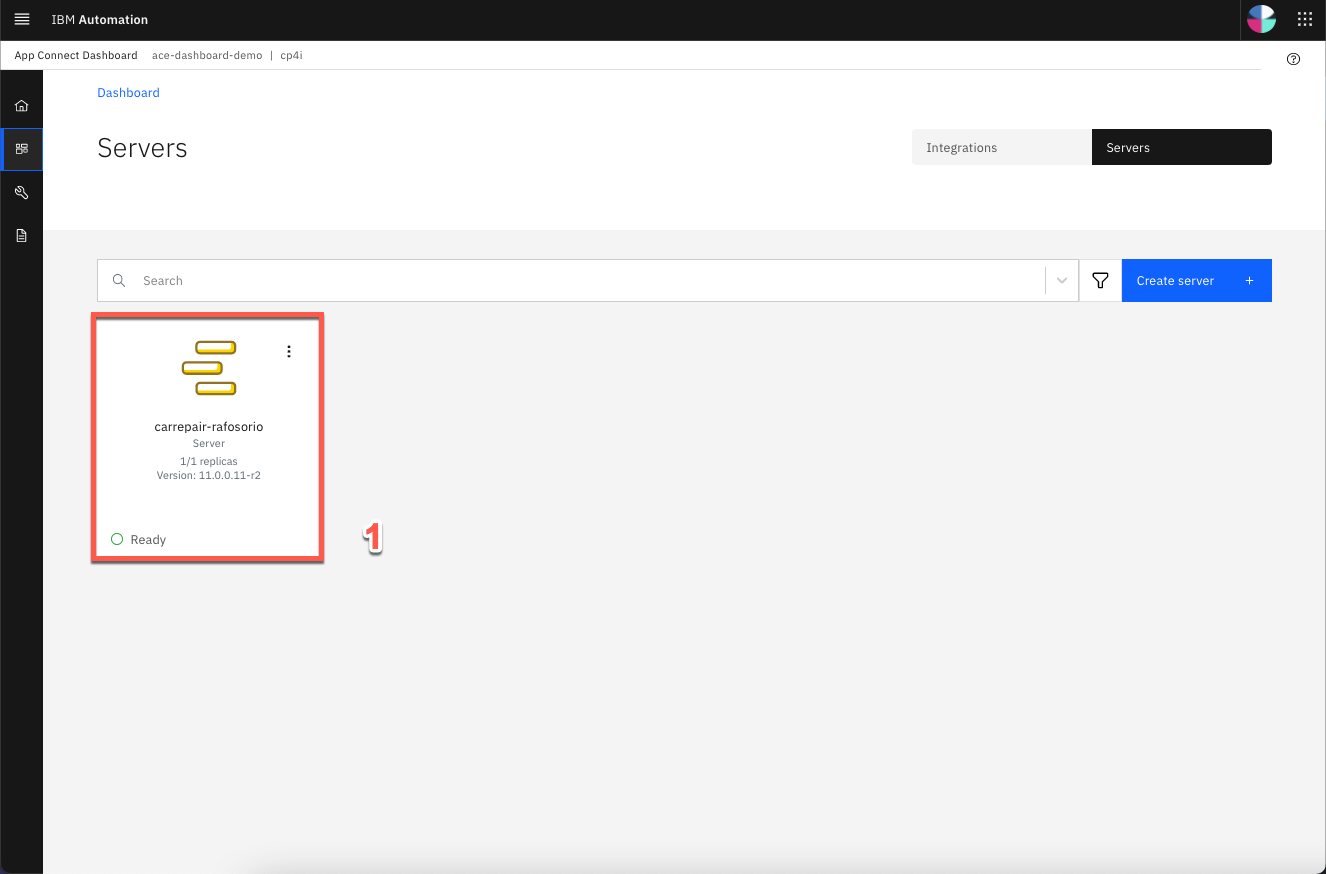 IBM Automation
App Connect Dashboard ace-dashboard-demo | cp4i
Dashboard
Servers
Integrations
Servers
Search
Create server +
carrepair-rafosorio
Server
1/1 replicas
Version: 11.0.0.11-r2
Ready
1